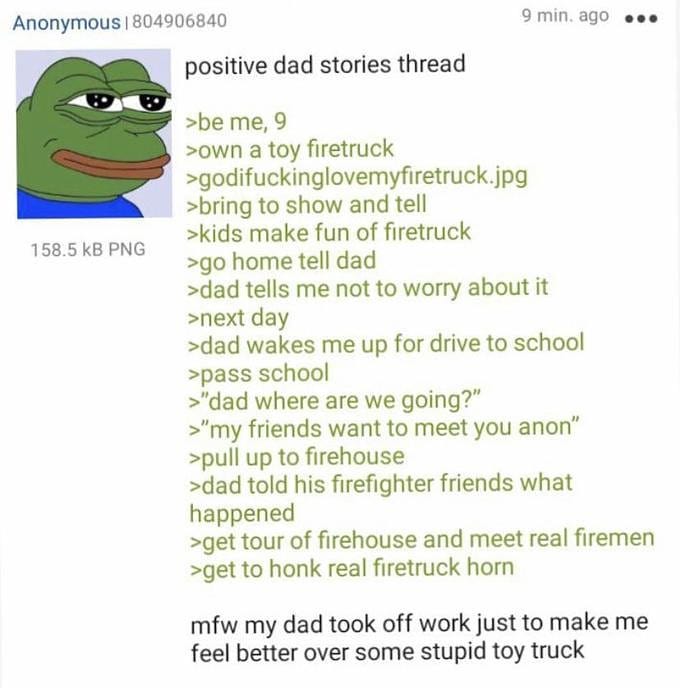 Anonymous | 804906840
9 min. ago •••
positive dad stories thread
>be me, 9
>own a toy firetruck
>godifuckinglovemyfiretruck.jpg
>bring to show and tell
>kids make fun of firetruck
158.5 kB PNG
>go home tell dad
>dad tells me not to worry about it
>next day
>dad wakes me up for drive to school
>pass school
>"dad where are we going?"
>"my friends want to meet you anon"
>pull up to firehouse
>dad told his firefighter friends what
happened
>get tour of firehouse and meet real firemen
>get to honk real firetruck horn
mfw my dad took off work just to make me
feel better over some stupid toy truck